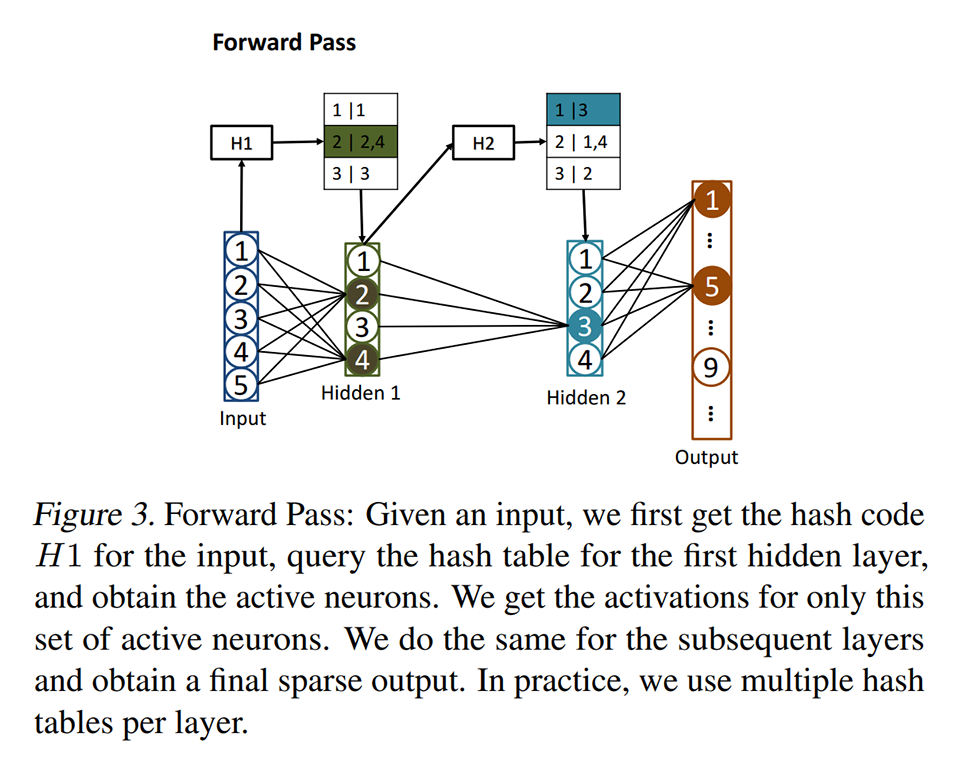 Forward Pass
H1
1 |1
2 | 2,4
3 | 3
H2
1 |3
2 | 1,4
3 | 2
1
2
3
4
5
Input
1
2
3
4
Hidden 1
1
2
3
4
Hidden 2
1
⋮
5
⋮
9
⋮
Output
Figure 3. Forward Pass: Given an input, we first get the hash code
H1 for the input, query the hash table for the first hidden layer,
and obtain the active neurons. We get the activations for only this
set of active neurons. We do the same for the subsequent layers
and obtain a final sparse output. In practice, we use multiple hash
tables per layer.